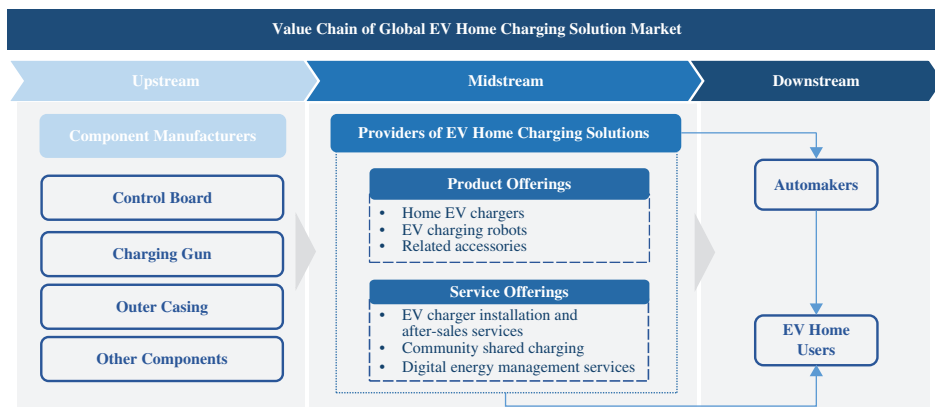 Value Chain of Global EV Home Charging Solution Market
Upstream
Midstream
Downstream
Component Manufacturers
Control Board
Charging Gun
Outer Casing
Other Components
Providers of EV Home Charging Solutions
Product Offerings
• Home EV chargers
• EV charging robots
• Related accessories
Service Offerings
• EV charger installation and
after-sales services
• Community shared charging
• Digital energy management services
Automakers
EV Home
Users